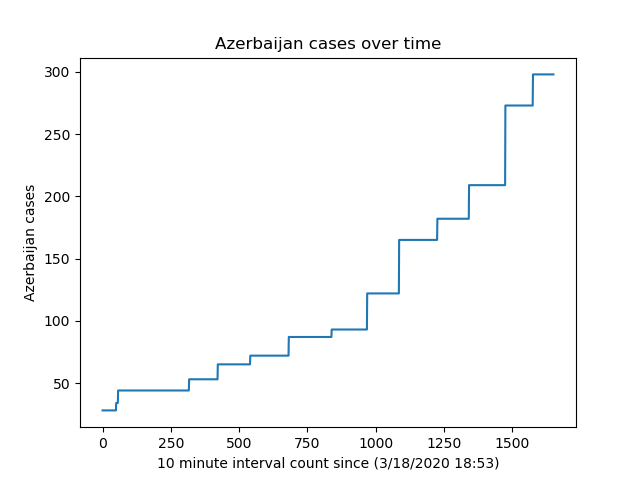 Azerbaijan cases over time
300
250
200
150
100
50
Azerbaijan cases
0 250 500 750 1000 1250 1500
10 minute interval count since (3/18/2020 18:53)